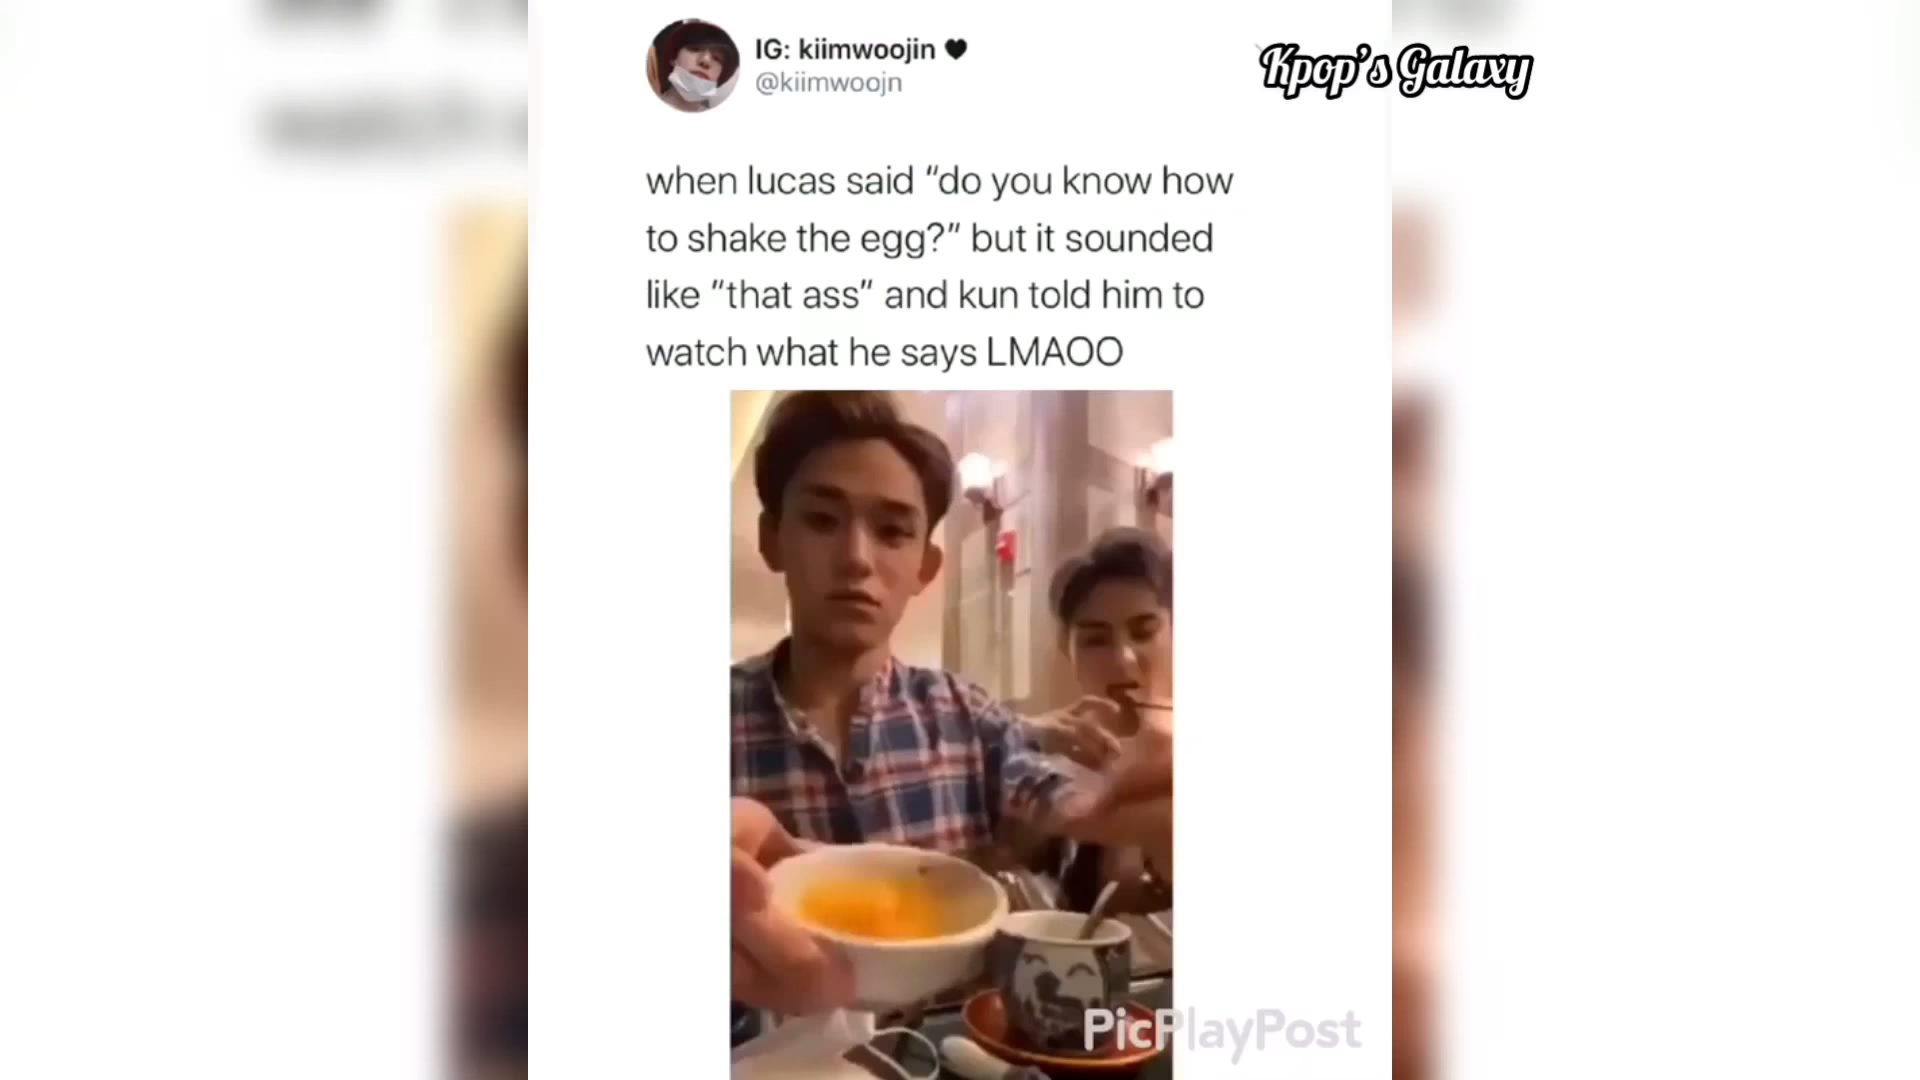 IG: kiimwoojin 🖤
@kiimwoojn
Kpop's Galaxy
when lucas said “do you know how
to shake the egg?” but it sounded
like “that ass” and kun told him to
watch what he says LMAOO
PicPlayPost